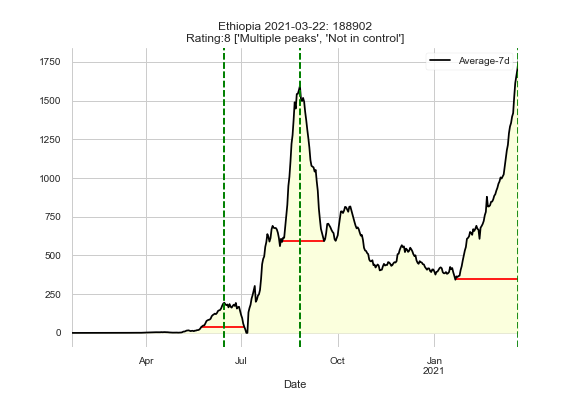 Ethiopia 2021-03-22: 188902
Rating:8 ['Multiple peaks', 'Not in control']
Average-7d
1750
1500
1250
1000
750
500
250
0
Apr
Jul
Oct
Jan
2021
Date